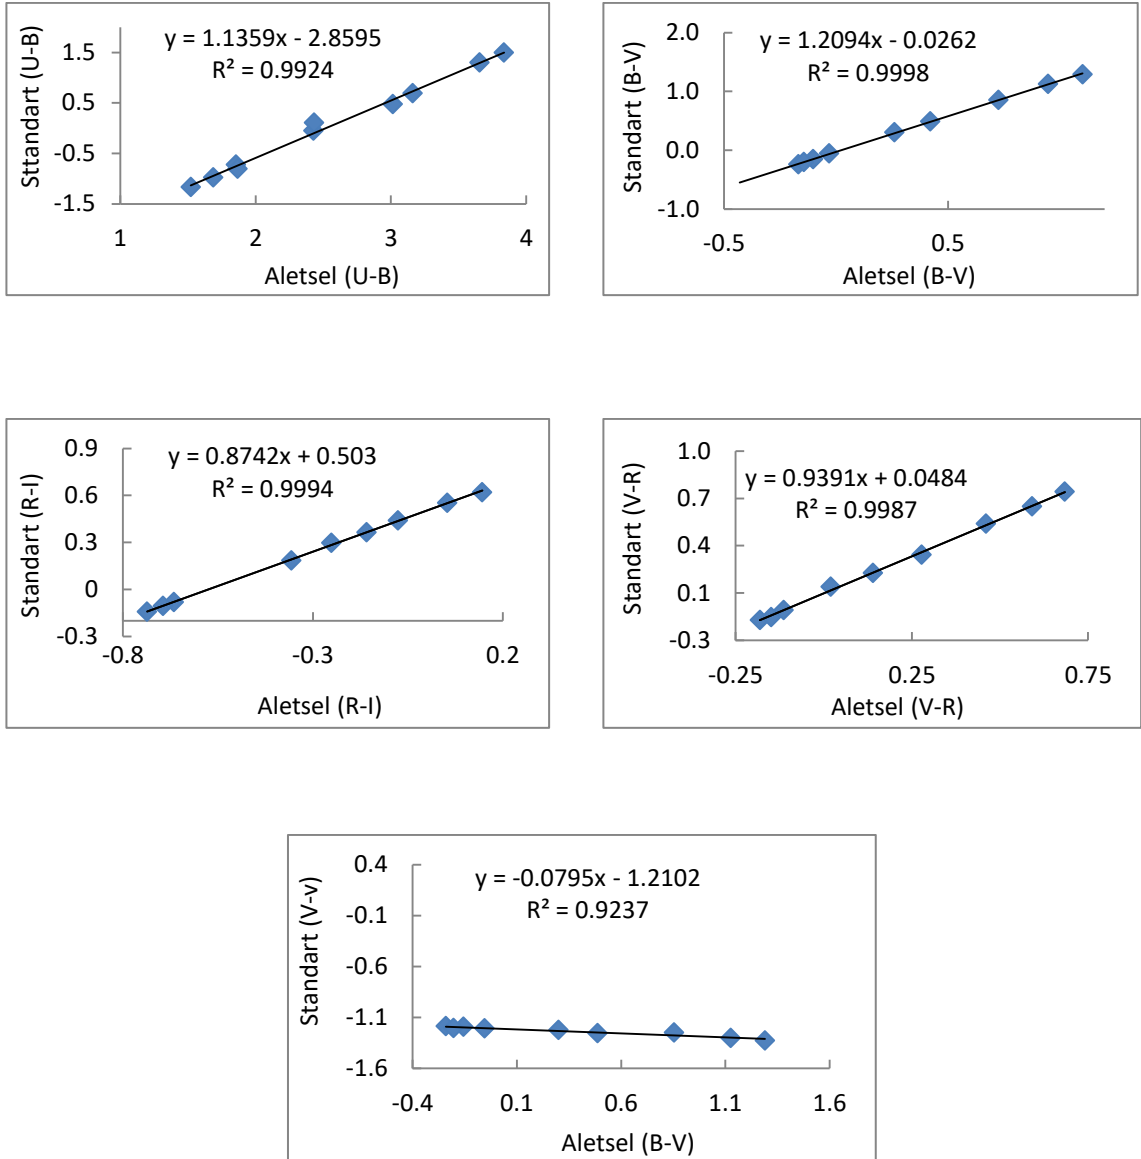 Sttandart (U-B)
y = 1.1359x - 2.8595
R² = 0.9924
1.5
0.5
-0.5
-1.5
1 2 3 4
Aletsel (U-B)
Standart (B-V)
y = 1.2094x - 0.0262
R² = 0.9998
2.0
1.0
0.0
-1.0
-0.5 0.5
Aletsel (B-V)
Standart (R-I)
y = 0.8742x + 0.503
R² = 0.9994
0.9
0.6
0.3
0
-0.3
-0.8 -0.3 0.2
Aletsel (R-I)
Standart (V-R)
y = 0.9391x + 0.0484
R² = 0.9987
1.0
0.7
0.4
0.1
-0.3
-0.25 0.25 0.75
Aletsel (V-R)
Standart (V-v)
y = -0.0795x - 1.2102
R² = 0.9237
0.4
-0.1
-0.6
-1.1
-1.6
-0.4 0.1 0.6 1.1 1.6
Aletsel (B-V)